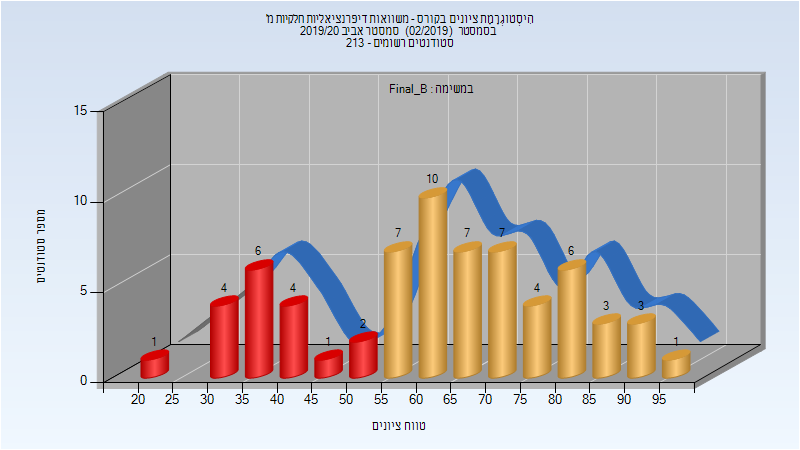 היסטוגרמת ציונים בקורס - משוואות דיפרנציאליות חלקיות מ'
בסמסטר (02/2019) סמסטר אביב 2019/20
סטודנטים רשומים - 213
במשימה : Final_B
מספר סטודנטים
15
10
5
0
1
4
6
4
1
2
7
10
7
7
4
6
3
3
1
20 25 30 35 40 45 50 55 60 65 70 75 80 85 90 95
טווח ציונים